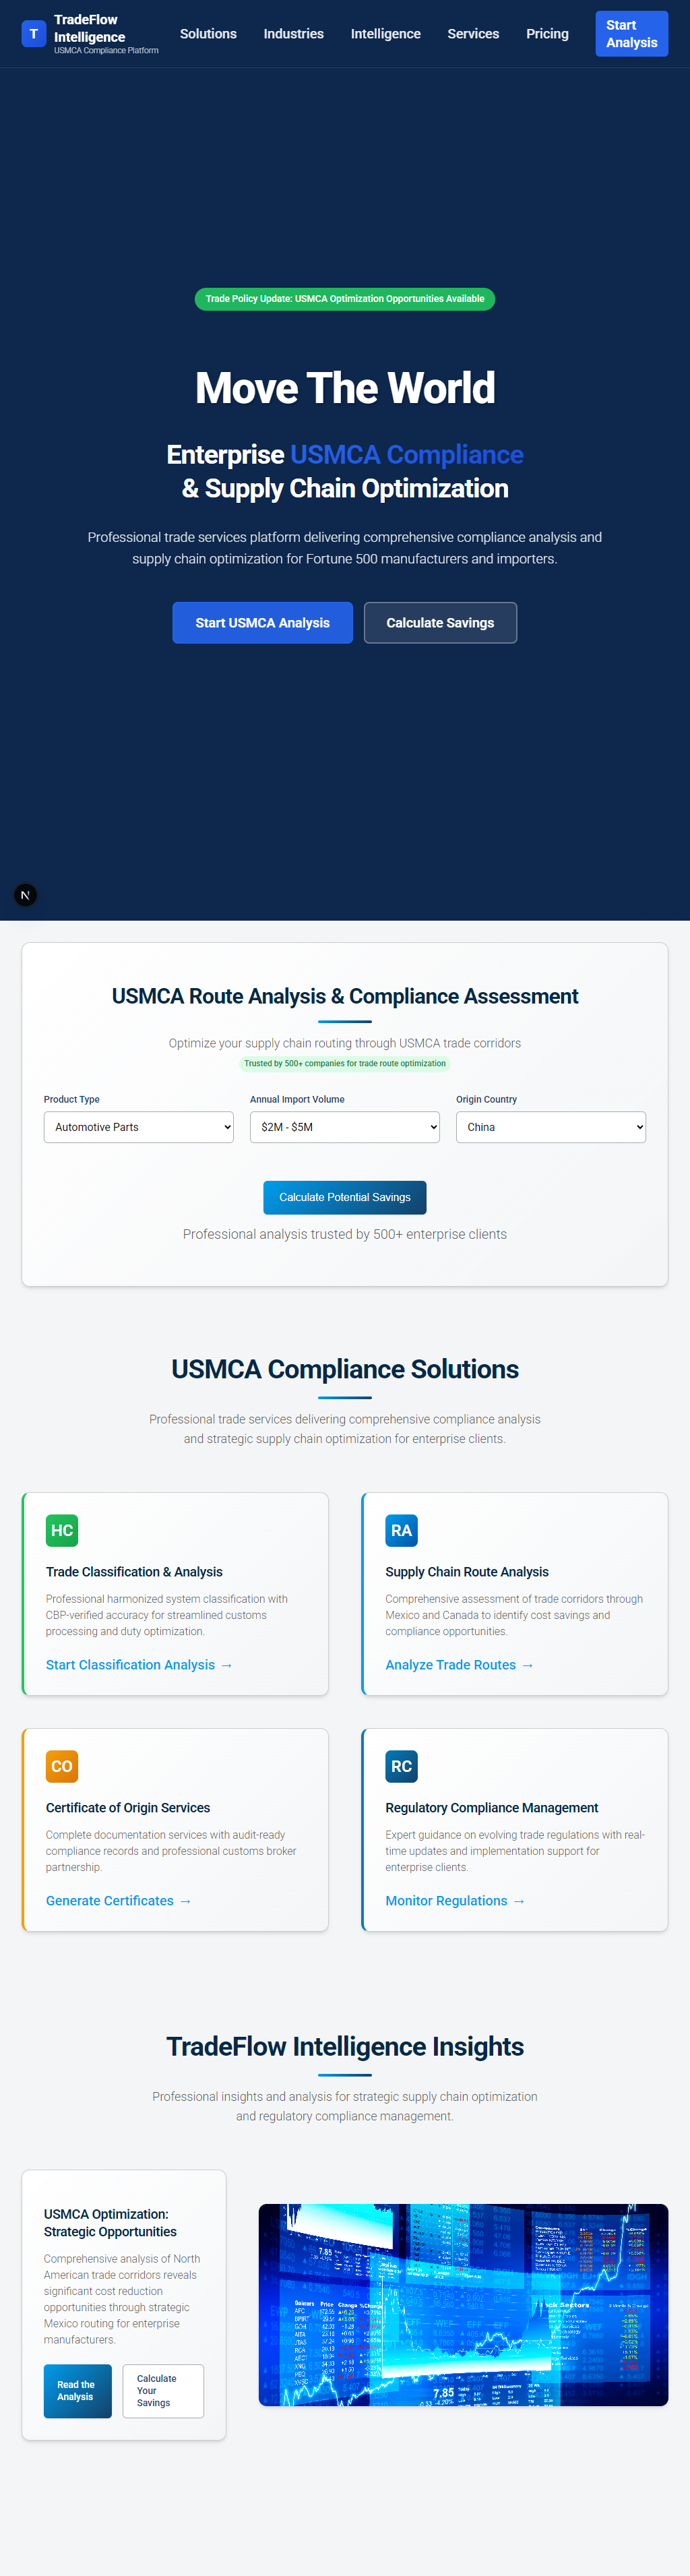 T
TradeFlow
Intelligence
USMCA Compliance Platform
Solutions
Industries
Intelligence
Services
Pricing
Start
Analysis
Trade Policy Update: USMCA Optimization Opportunities Available
Move The World
Enterprise USMCA Compliance
& Supply Chain Optimization
Professional trade services platform delivering comprehensive compliance analysis and
supply chain optimization for Fortune 500 manufacturers and importers.
Start USMCA Analysis
Calculate Savings
N
USMCA Route Analysis & Compliance Assessment
Optimize your supply chain routing through USMCA trade corridors
Trusted by 500+ companies for trade route optimization
Product Type
Annual Import Volume
Origin Country
Automotive Parts
$2M - $5M
China
Calculate Potential Savings
Professional analysis trusted by 500+ enterprise clients
USMCA Compliance Solutions
Professional trade services delivering comprehensive compliance analysis
and strategic supply chain optimization for enterprise clients.
HC
Trade Classification & Analysis
Professional harmonized system classification with
CBP-verified accuracy for streamlined customs
processing and duty optimization.
Start Classification Analysis →
RA
Supply Chain Route Analysis
Comprehensive assessment of trade corridors through
Mexico and Canada to identify cost savings and
compliance opportunities.
Analyze Trade Routes →
CO
Certificate of Origin Services
Complete documentation services with audit-ready
compliance records and professional customs broker
partnership.
Generate Certificates →
RC
Regulatory Compliance Management
Expert guidance on evolving trade regulations with real-
time updates and implementation support for
enterprise clients.
Monitor Regulations →
TradeFlow Intelligence Insights
Professional insights and analysis for strategic supply chain optimization
and regulatory compliance management.
USMCA Optimization:
Strategic Opportunities
Comprehensive analysis of North
American trade corridors reveals
significant cost reduction
opportunities through strategic
Mexico routing for enterprise
manufacturers.
Read the
Analysis
Calculate
Your
Savings
7.85
Gainers Price Change %Change
Sectors
7.85